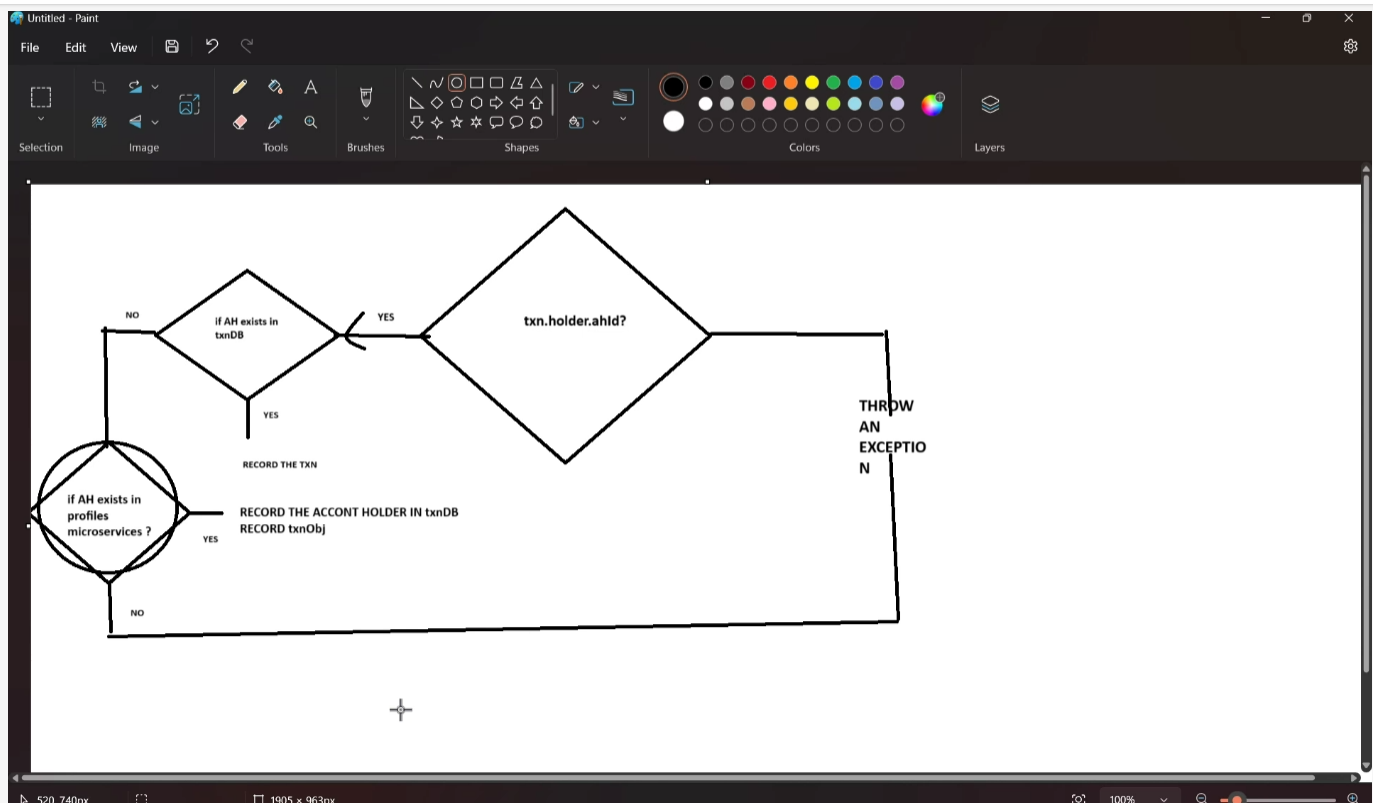 Untitled - Paint
File Edit View
Selection Image Tools Brushes Shapes Colors Layers
txn.holder.ahId?
YES
NO
if AH exists in
txnDB
YES
RECORD THE TXN
THROW
AN
EXCEPTIO
N
if AH exists in
profiles
microservices ?
YES
RECORD THE ACCONT HOLDER IN txnDB
RECORD txnObj
NO
520, 740px 1905 × 963px 100%